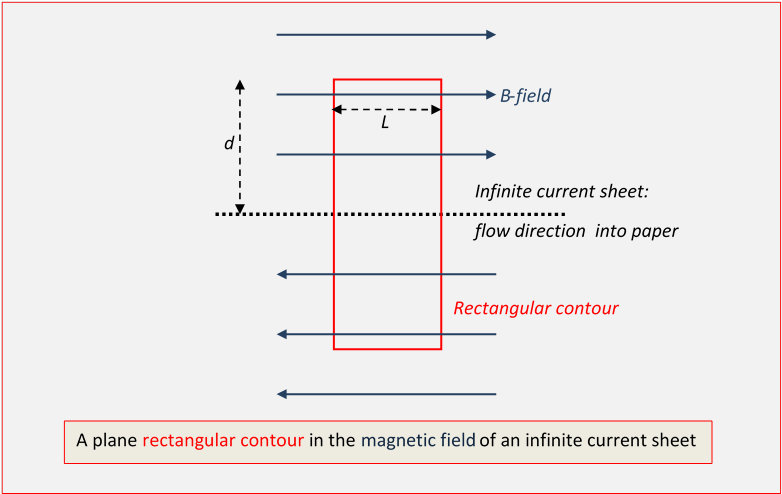 B-field
L
d
Infinite current sheet:
flow direction into paper
Rectangular contour
A plane rectangular contour in the magnetic field of an infinite current sheet